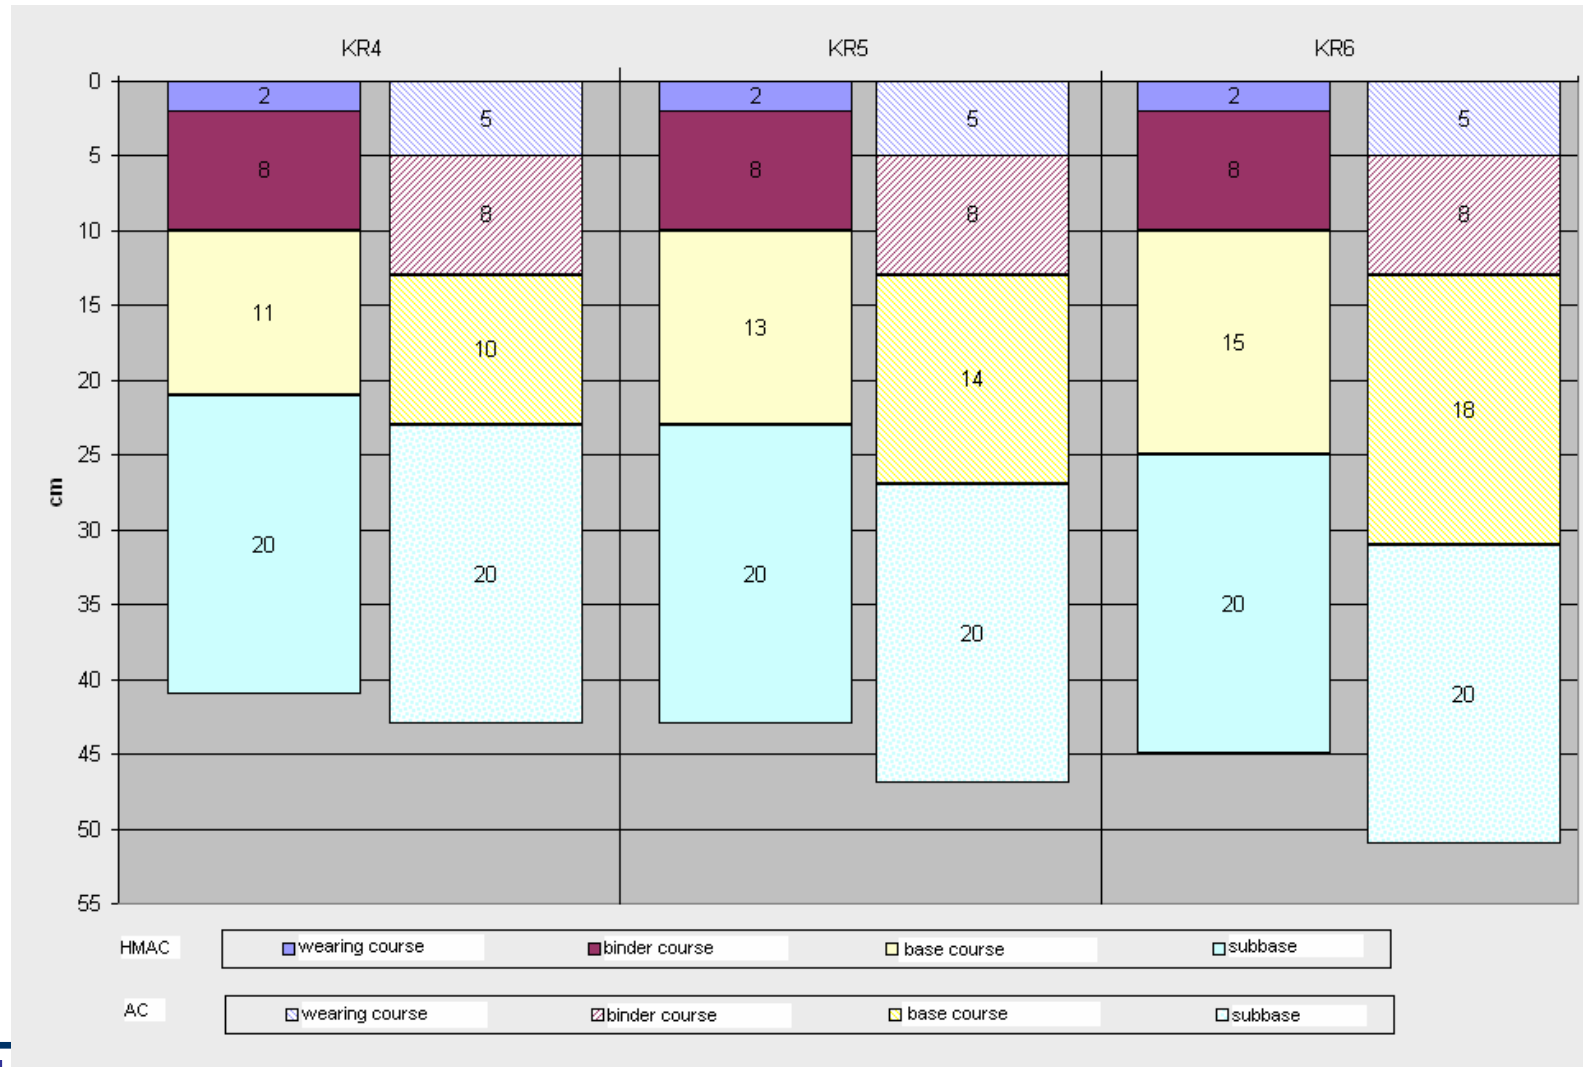 KR4 KR5 KR6
0
5
10
15
20
25
30
35
40
45
50
55
cm
2 5 2 5 2 5
8 8 8 8 8 8
11 10 13 14 15 18
20 20 20 20 20 20
HMAC wearing course binder course base course subbase
AC wearing course binder course base course subbase